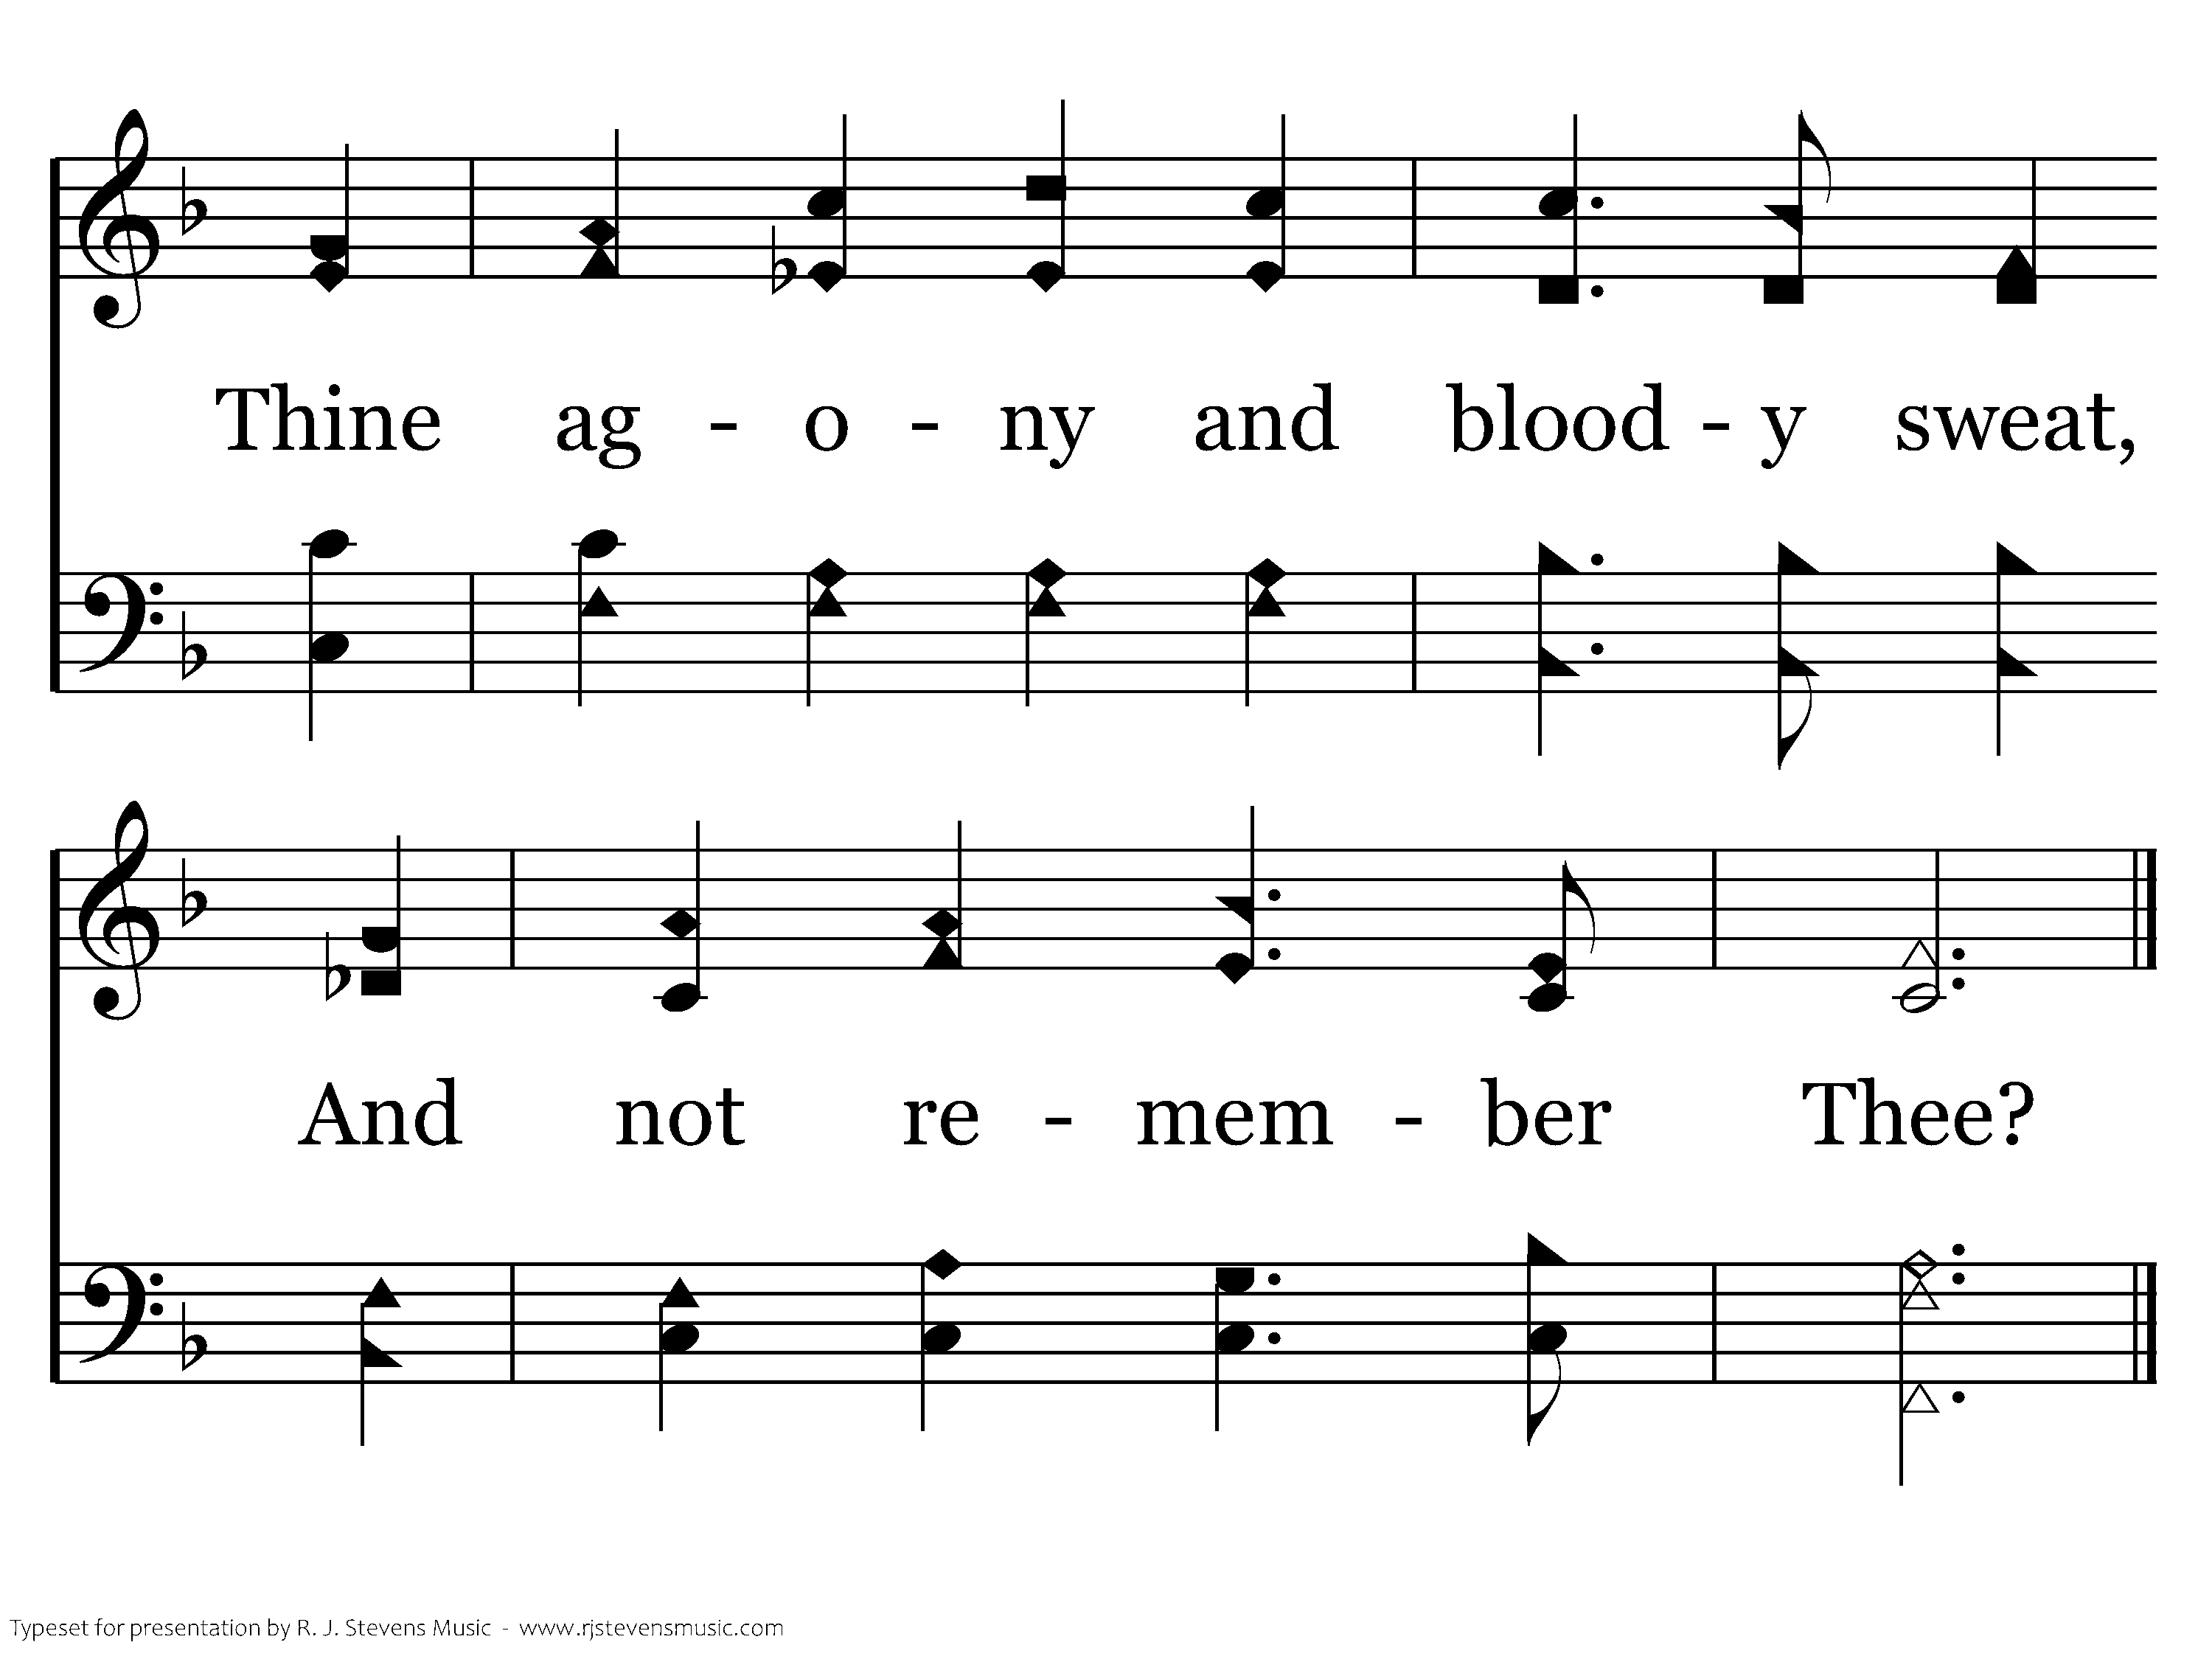 Thine ag - o - ny and blood - y sweat,
And not re - mem - ber Thee?
Typeset for presentation by R. J. Stevens Music - www.rjstevensmusic.com